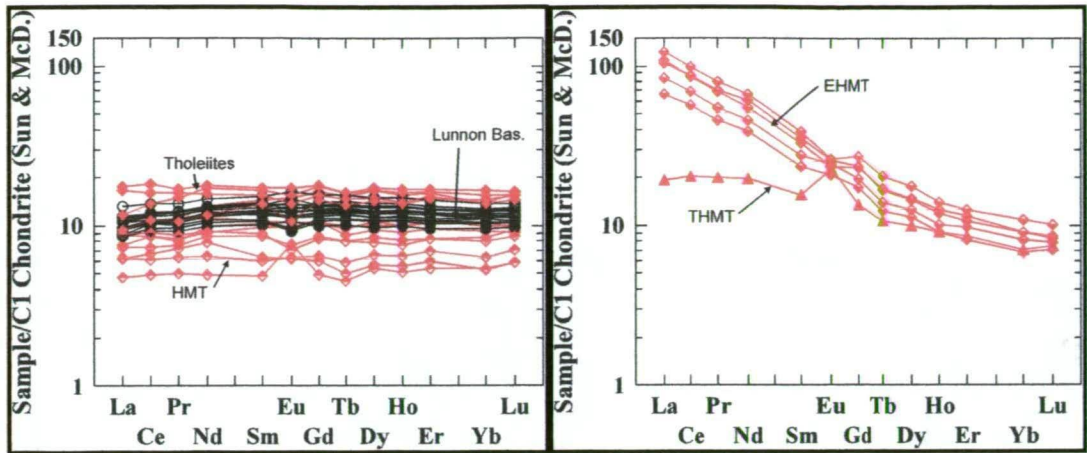 Sample/C1 Chondrite (Sun & McD.)
150
100
10
1
Tholeiites
Lunnon Bas.
HMT
La Pr Eu Tb Ho Lu
Ce Nd Sm Gd Dy Er Yb
Sample/C1 Chondrite (Sun & McD.)
150
100
10
1
EHMT
THMT
La Pr Eu Tb Ho Lu
Ce Nd Sm Gd Dy Er Yb